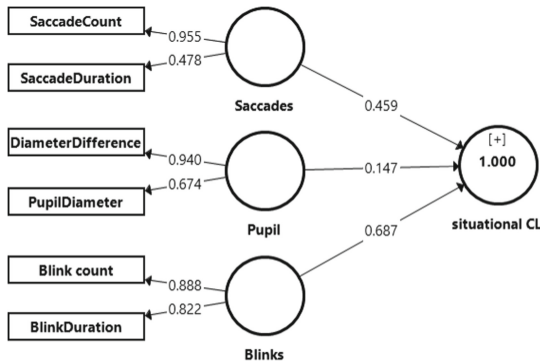 SaccadeCount
0.955
0.478
SaccadeDuration
Saccades
0.459
DiameterDifference
0.940
0.674
PupilDiameter
Pupil
0.147
[+]
1.000
situational CL
0.687
Blink count
0.888
0.822
BlinkDuration
Blinks